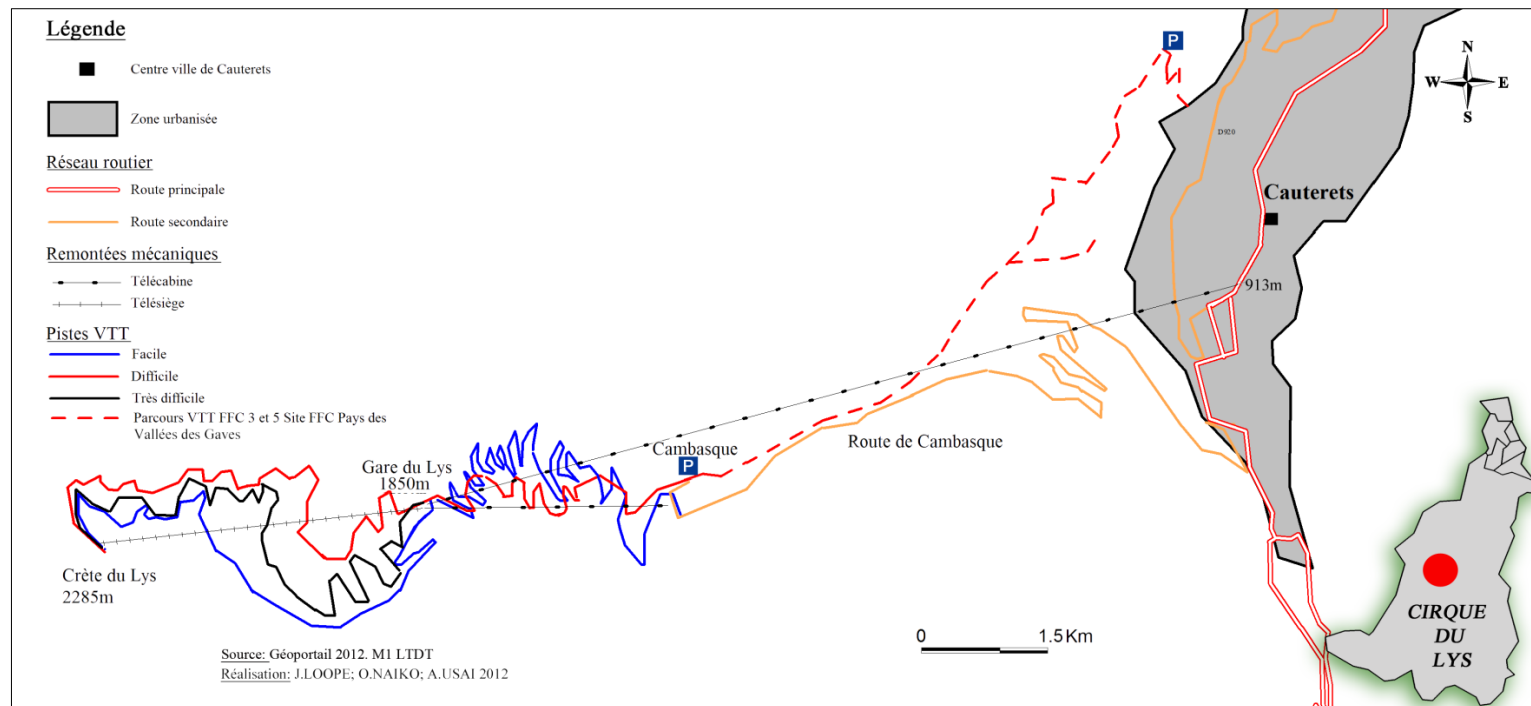 Légende
Centre ville de Cauterets
Zone urbanisée
Réseau routier
Route principale
Route secondaire
Remontées mécaniques
Télécabine
Télésiège
Pistes VTT
Facile
Difficile
Très difficile
Parcours VTT FFC 3 et 5 Site FFC Pays des
Vallées des Gaves
P
N
W E
S
D920
Cauterets
913m
Cambasque
P
Route de Cambasque
Gare du Lys
1850m
Crète du Lys
2285m
0 1.5Km
CIRQUE
DU
LYS
Source: Géoportail 2012. M1 LTDT
Réalisation: J.LOOPE; O.NAIKO; A.USAI 2012